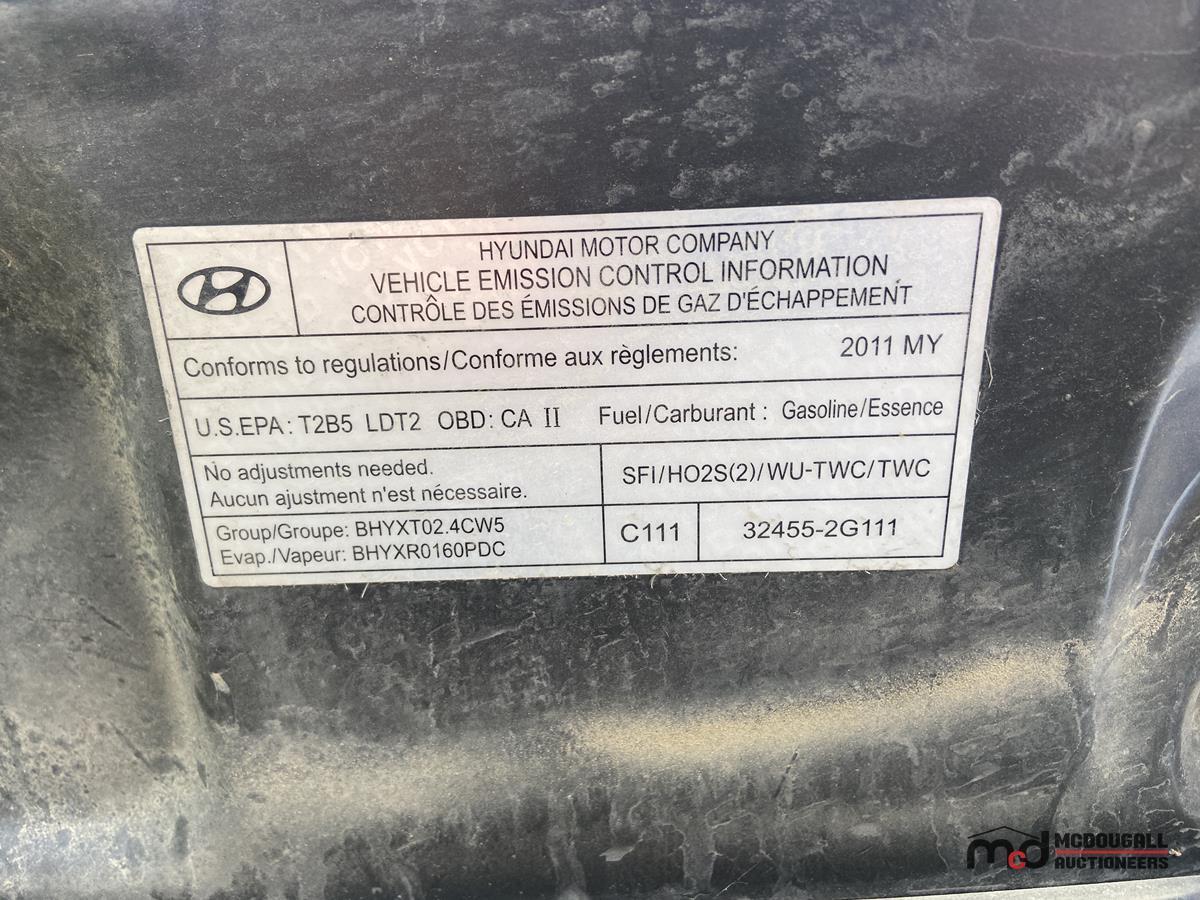 HYUNDAI MOTOR COMPANY
VEHICLE EMISSION CONTROL INFORMATION
CONTRÔLE DES ÉMISSIONS DE GAZ D'ÉCHAPPEMENT
Conforms to regulations/Conforme aux règlements: 2011 MY
U.S.EPA: T2B5 LDT2 OBD: CA II Fuel/Carburant : Gasoline/Essence
No adjustments needed.
Aucun ajustment n'est nécessaire.
SFI/HO2S(2)/WU-TWC/TWC
Group/Groupe: BHYXT02.4CW5
Evap./Vapeur: BHYXR0160PDC
C111 32455-2G111
mcd MCDOUGALL
AUCTIONEERS